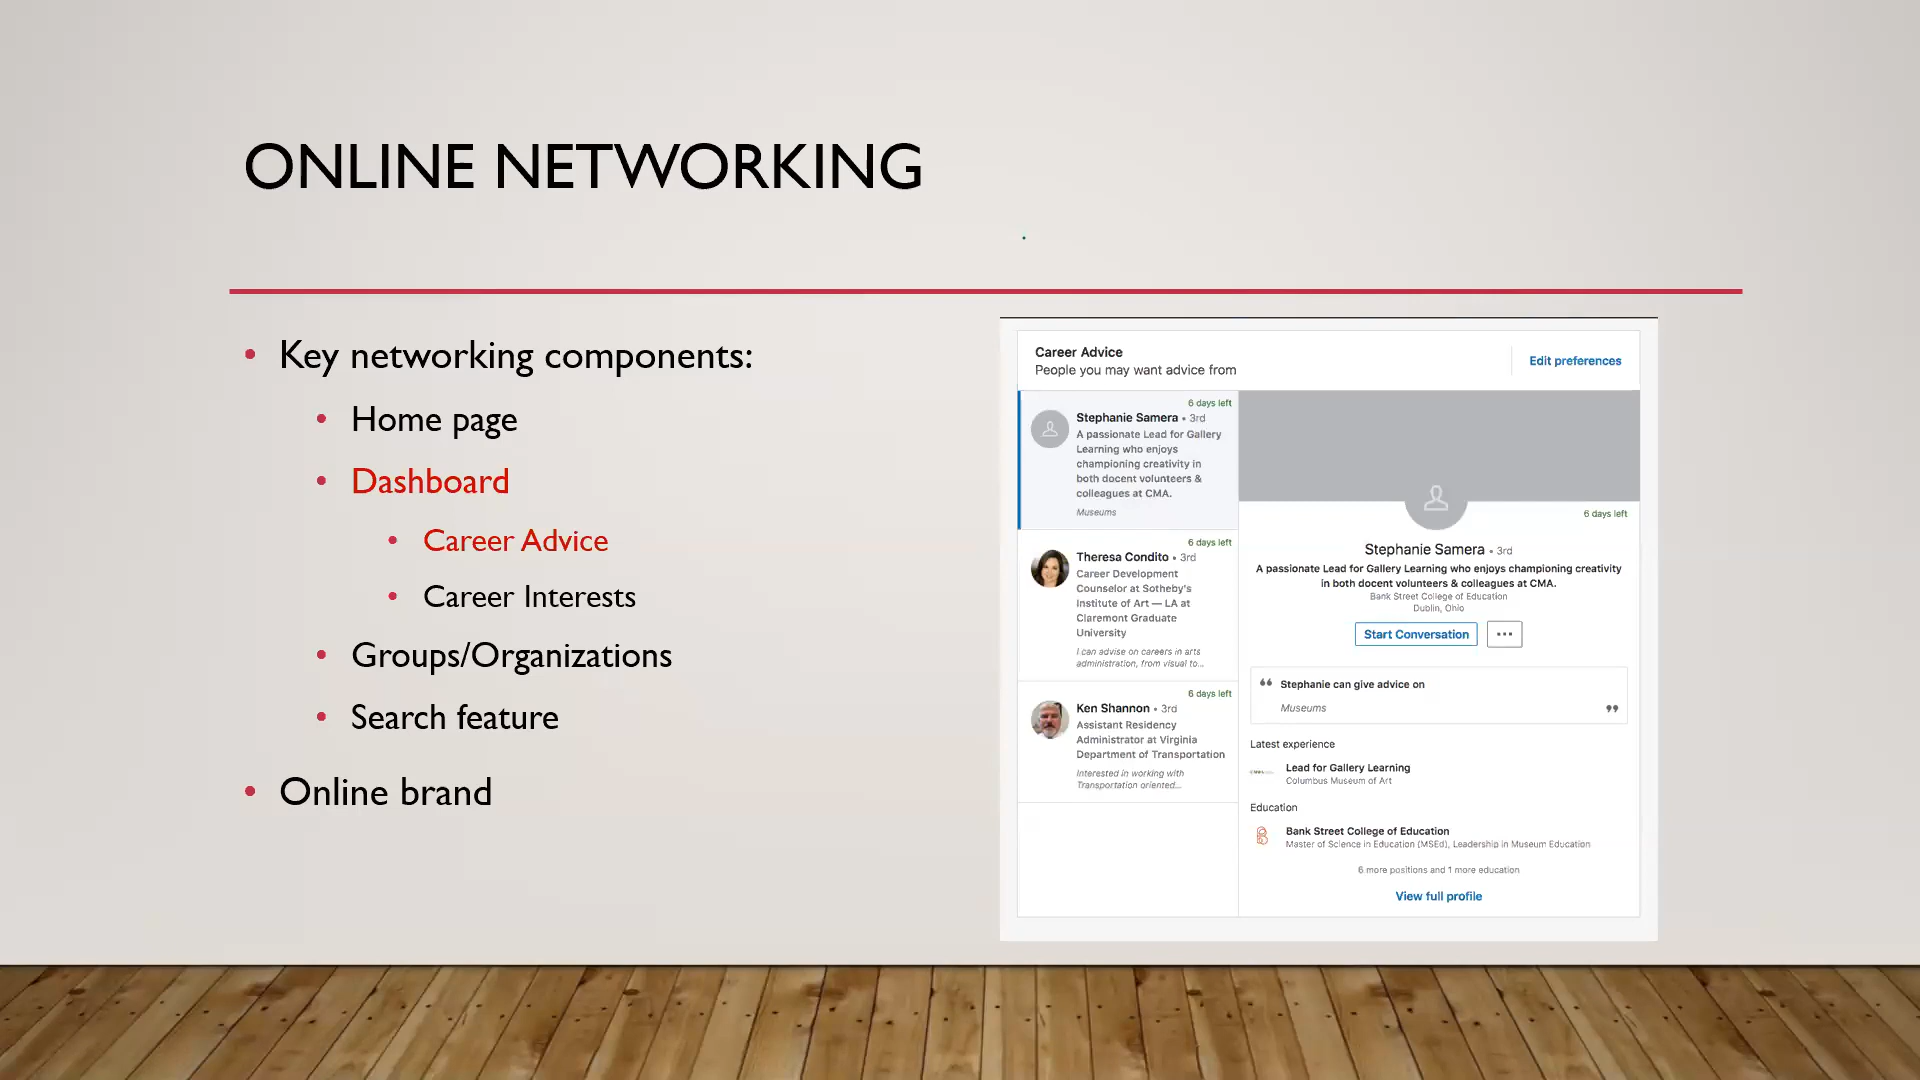 ONLINE NETWORKING
• Key networking components:
• Home page
• Dashboard
• Career Advice
• Career Interests
• Groups/Organizations
• Search feature
• Online brand
Career Advice
People you may want advice from
Edit preferences
6 days left
Stephanie Samera • 3rd
A passionate Lead for Gallery
Learning who enjoys
championing creativity in
both docent volunteers &
colleagues at CMA.
Museums
6 days left
Theresa Condito • 3rd
Career Development
Counselor at Sotheby's
Institute of Art — LA at
Claremont Graduate
University
I can advise on careers in arts
administration, from visual to...
6 days left
Ken Shannon • 3rd
Assistant Residency
Administrator at Virginia
Department of Transportation
Interested in working with
Transportation oriented...
6 days left
Stephanie Samera • 3rd
A passionate Lead for Gallery Learning who enjoys championing creativity
in both docent volunteers & colleagues at CMA.
Bank Street College of Education
Dublin, Ohio
Start Conversation
...
“ Stephanie can give advice on
Museums ”
Latest experience
Lead for Gallery Learning
Columbus Museum of Art
Education
Bank Street College of Education
Master of Science in Education (MSEd), Leadership in Museum Education
6 more positions and 1 more education
View full profile